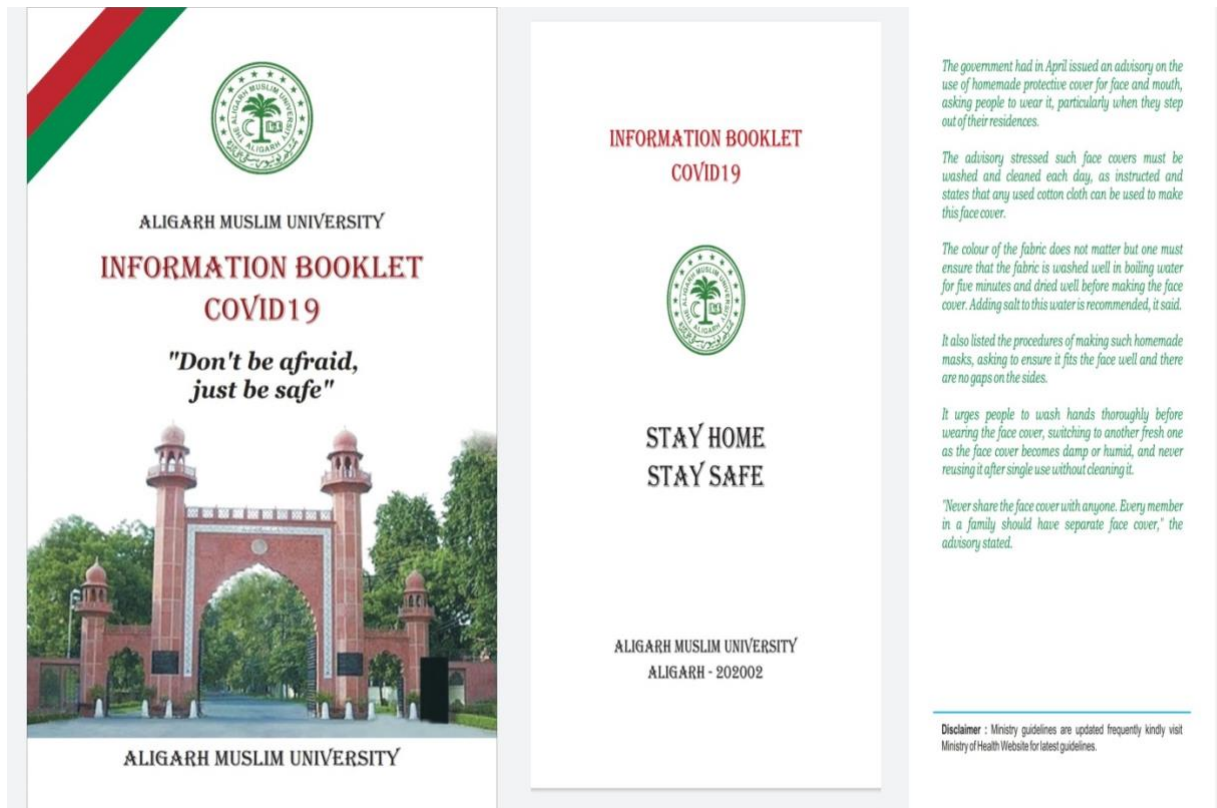 THE ALIGARH MUSLIM UNIVERSITY ALIGARH
ALIGARH MUSLIM UNIVERSITY
INFORMATION BOOKLET
COVID19
"Don't be afraid,
just be safe"
ALIGARH MUSLIM UNIVERSITY
INFORMATION BOOKLET
COVID19
THE ALIGARH MUSLIM UNIVERSITY ALIGARH
STAY HOME
STAY SAFE
ALIGARH MUSLIM UNIVERSITY
ALIGARH - 202002
The government had in April issued an advisory on the
use of homemade protective cover for face and mouth,
asking people to wear it, particularly when they step
out of their residences.
The advisory stressed such face covers must be
washed and cleaned each day, as instructed and
states that any used cotton cloth can be used to make
this face cover.
The colour of the fabric does not matter but one must
ensure that the fabric is washed well in boiling water
for five minutes and dried well before making the face
cover. Adding salt to this water is recommended, it said.
It also listed the procedures of making such homemade
masks, asking to ensure it fits the face well and there
are no gaps on the sides.
It urges people to wash hands thoroughly before
wearing the face cover, switching to another fresh one
as the face cover becomes damp or humid, and never
reusing it after single use without cleaning it.
"Never share the face cover with anyone. Every member
in a family should have separate face cover," the
advisory stated.
Disclaimer : Ministry guidelines are updated frequently kindly visit
Ministry of Health Website for latest guidelines.